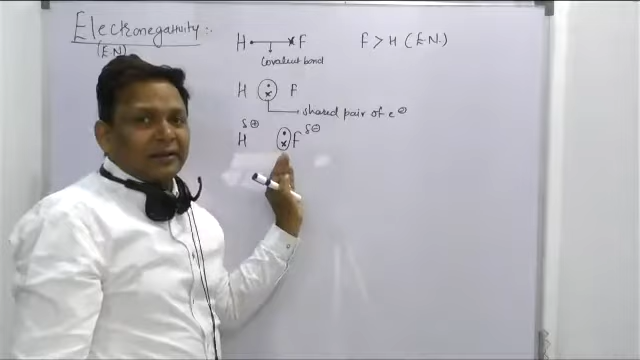 Electronegativity :-
(E.N)
H •—× F F > H (E.N.)
Covalent bond
H •× F
shared pair of e⊖
H δ⊕ •× F δ⊖